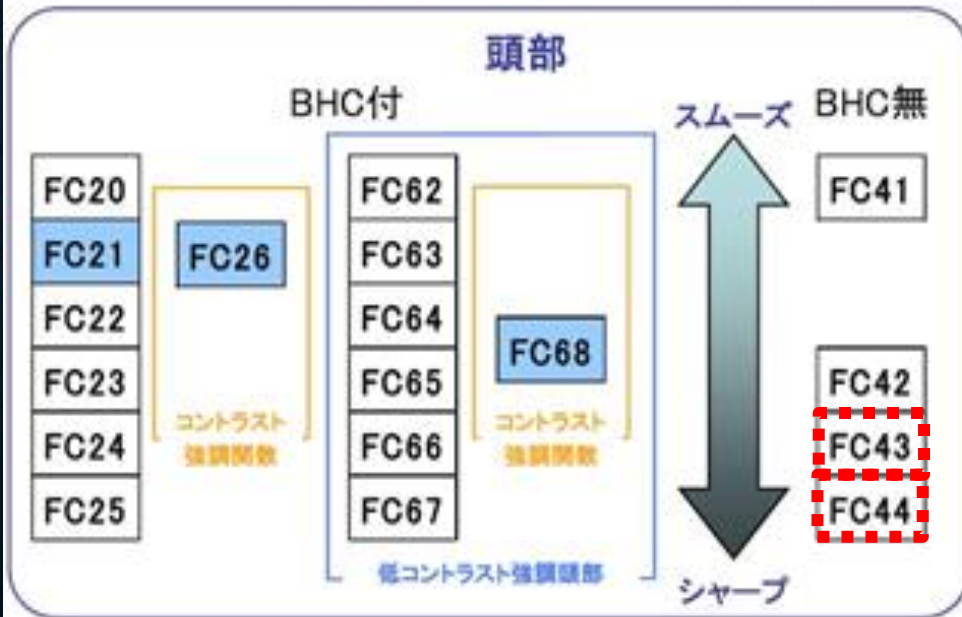 頭部
BHC付
スムーズ
BHC無
FC20
FC21
FC22
FC23
FC24
FC25
FC26
コントラスト
強調関数
FC62
FC63
FC64
FC65
FC66
FC67
FC68
コントラスト
強調関数
低コントラスト強調頭部
シャープ
FC41
FC42
FC43
FC44